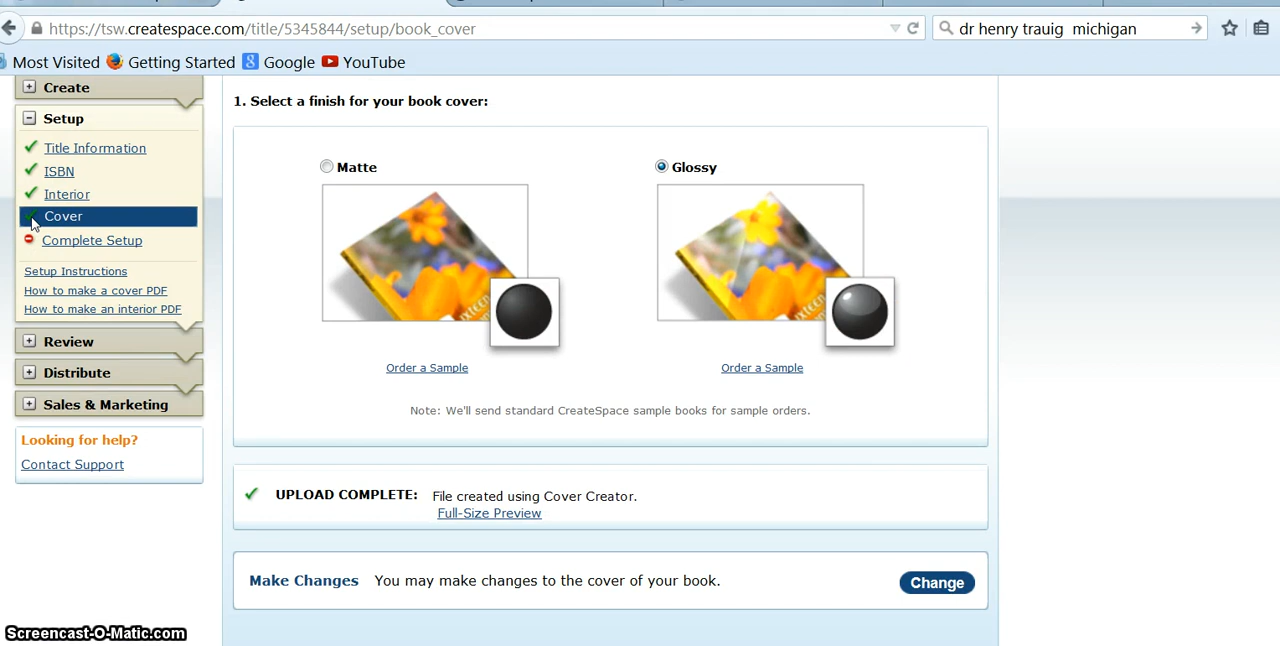 https://tsw.createspace.com/title/5345844/setup/book_cover
dr henry trauig michigan
Most Visited Getting Started Google YouTube
Create
Setup
Title Information
ISBN
Interior
Cover
Complete Setup
Setup Instructions
How to make a cover PDF
How to make an interior PDF
Review
Distribute
Sales & Marketing
Looking for help?
Contact Support
1. Select a finish for your book cover:
Matte
Glossy
Order a Sample
Order a Sample
Note: We'll send standard CreateSpace sample books for sample orders.
UPLOAD COMPLETE: File created using Cover Creator.
Full-Size Preview
Make Changes You may make changes to the cover of your book.
Change
Screencast-O-Matic.com